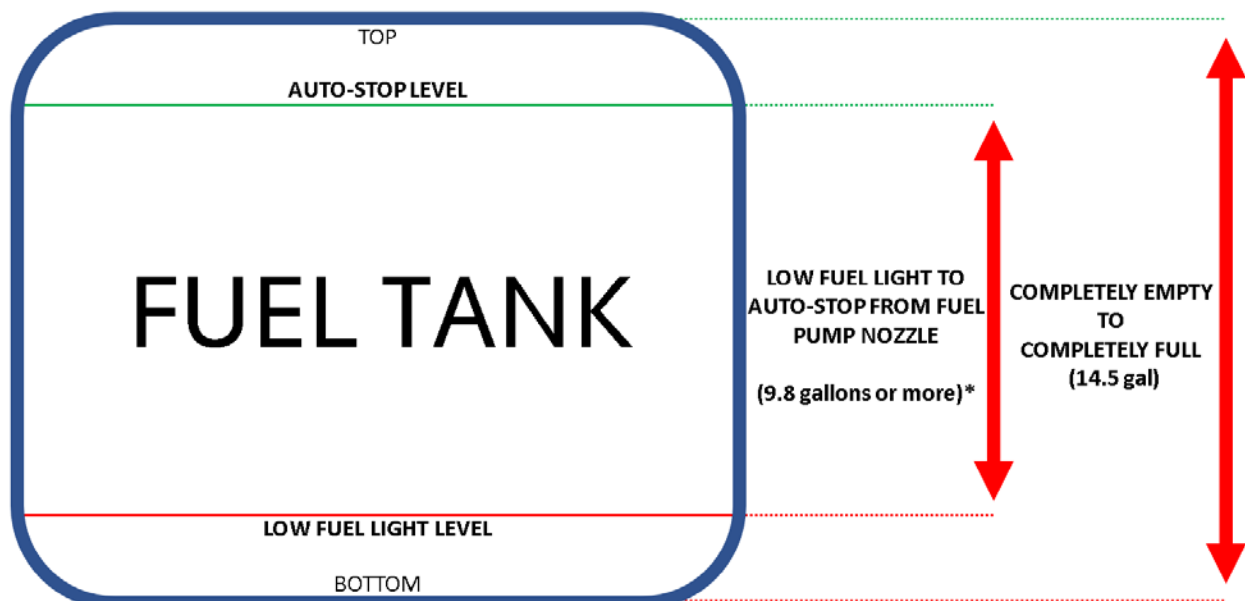 TOP
AUTO-STOP LEVEL
FUEL TANK
LOW FUEL LIGHT TO
AUTO-STOP FROM FUEL
PUMP NOZZLE
(9.8 gallons or more)*
COMPLETELY EMPTY
TO
COMPLETELY FULL
(14.5 gal)
LOW FUEL LIGHT LEVEL
BOTTOM